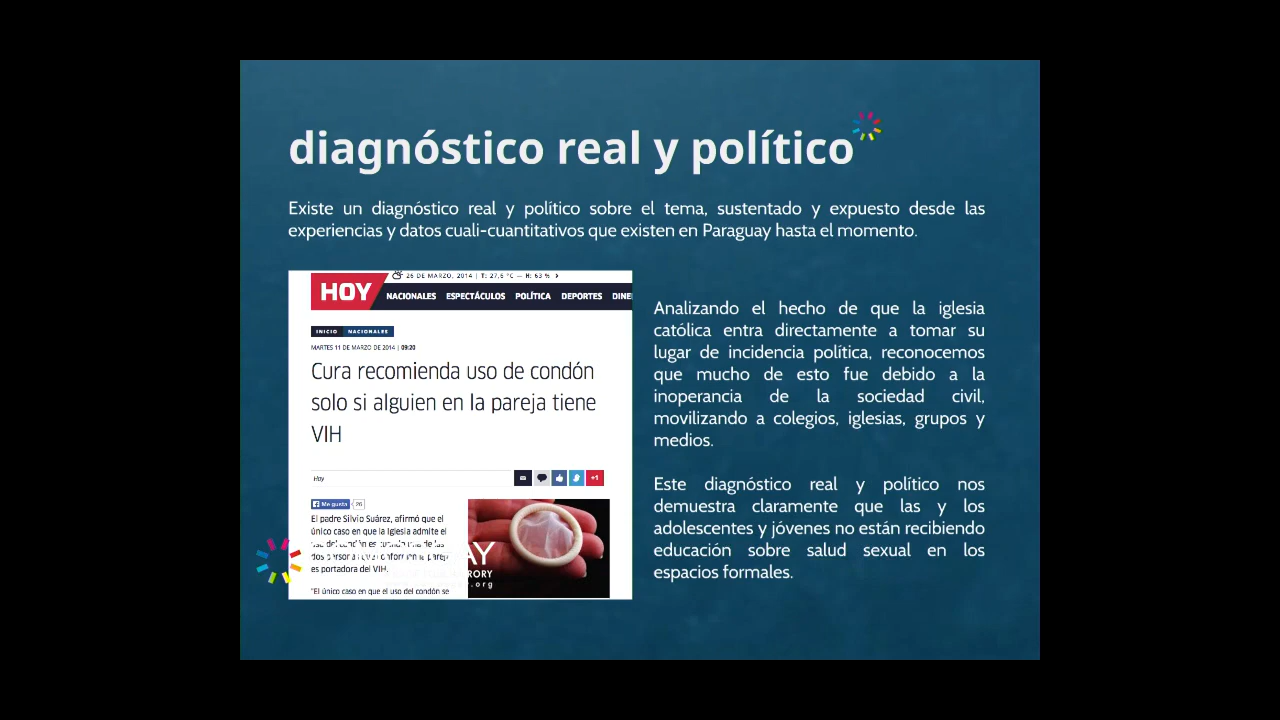 diagnóstico real y político
Existe un diagnóstico real y político sobre el tema, sustentado y expuesto desde las
experiencias y datos cuali-cuantitativos que existen en Paraguay hasta el momento.
26 DE MARZO, 2014 | T: 27,6 °C — H: 63 %
HOY
NACIONALES ESPECTÁCULOS POLÍTICA DEPORTES DINE
INICIO NACIONALES
MARTES 11 DE MARZO DE 2014 | 09:20
Cura recomienda uso de condón
solo si alguien en la pareja tiene
VIH
Hoy
+1
Me gusta 26
El padre Silvio Suárez, afirmó que el
único caso en que la Iglesia admite el
es portadora del VIH.
"El único caso en que el uso del condón se
Analizando el hecho de que la iglesia
católica entra directamente a tomar su
lugar de incidencia política, reconocemos
que mucho de esto fue debido a la
inoperancia de la sociedad civil,
movilizando a colegios, iglesias, grupos y
medios.
Este diagnóstico real y político nos
demuestra claramente que las y los
adolescentes y jóvenes no están recibiendo
educación sobre salud sexual en los
espacios formales.